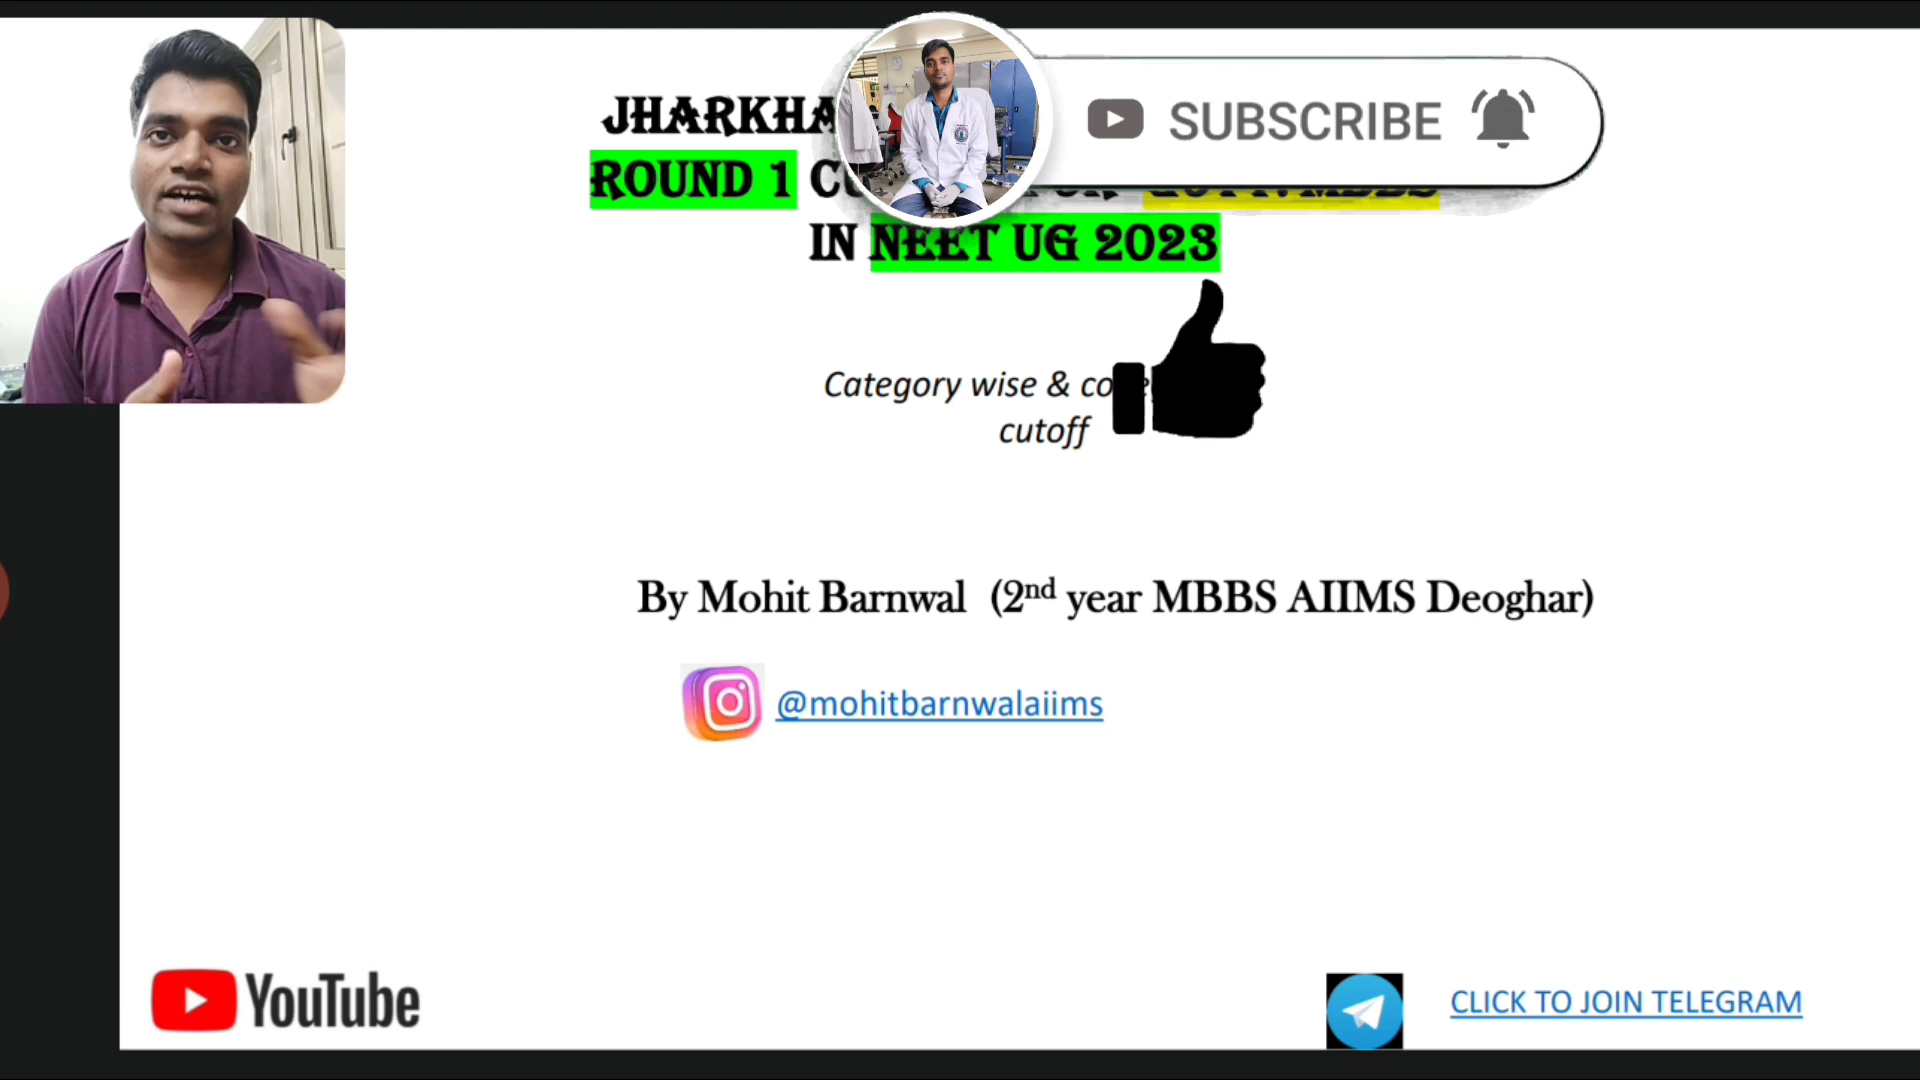 JHARKHA
SUBSCRIBE
ROUND 1
IN NEET UG 2023
Category wise &
cutoff
By Mohit Barnwal (2nd year MBBS AIIMS Deoghar)
@mohitbarnwalaiims
YouTube
CLICK TO JOIN TELEGRAM